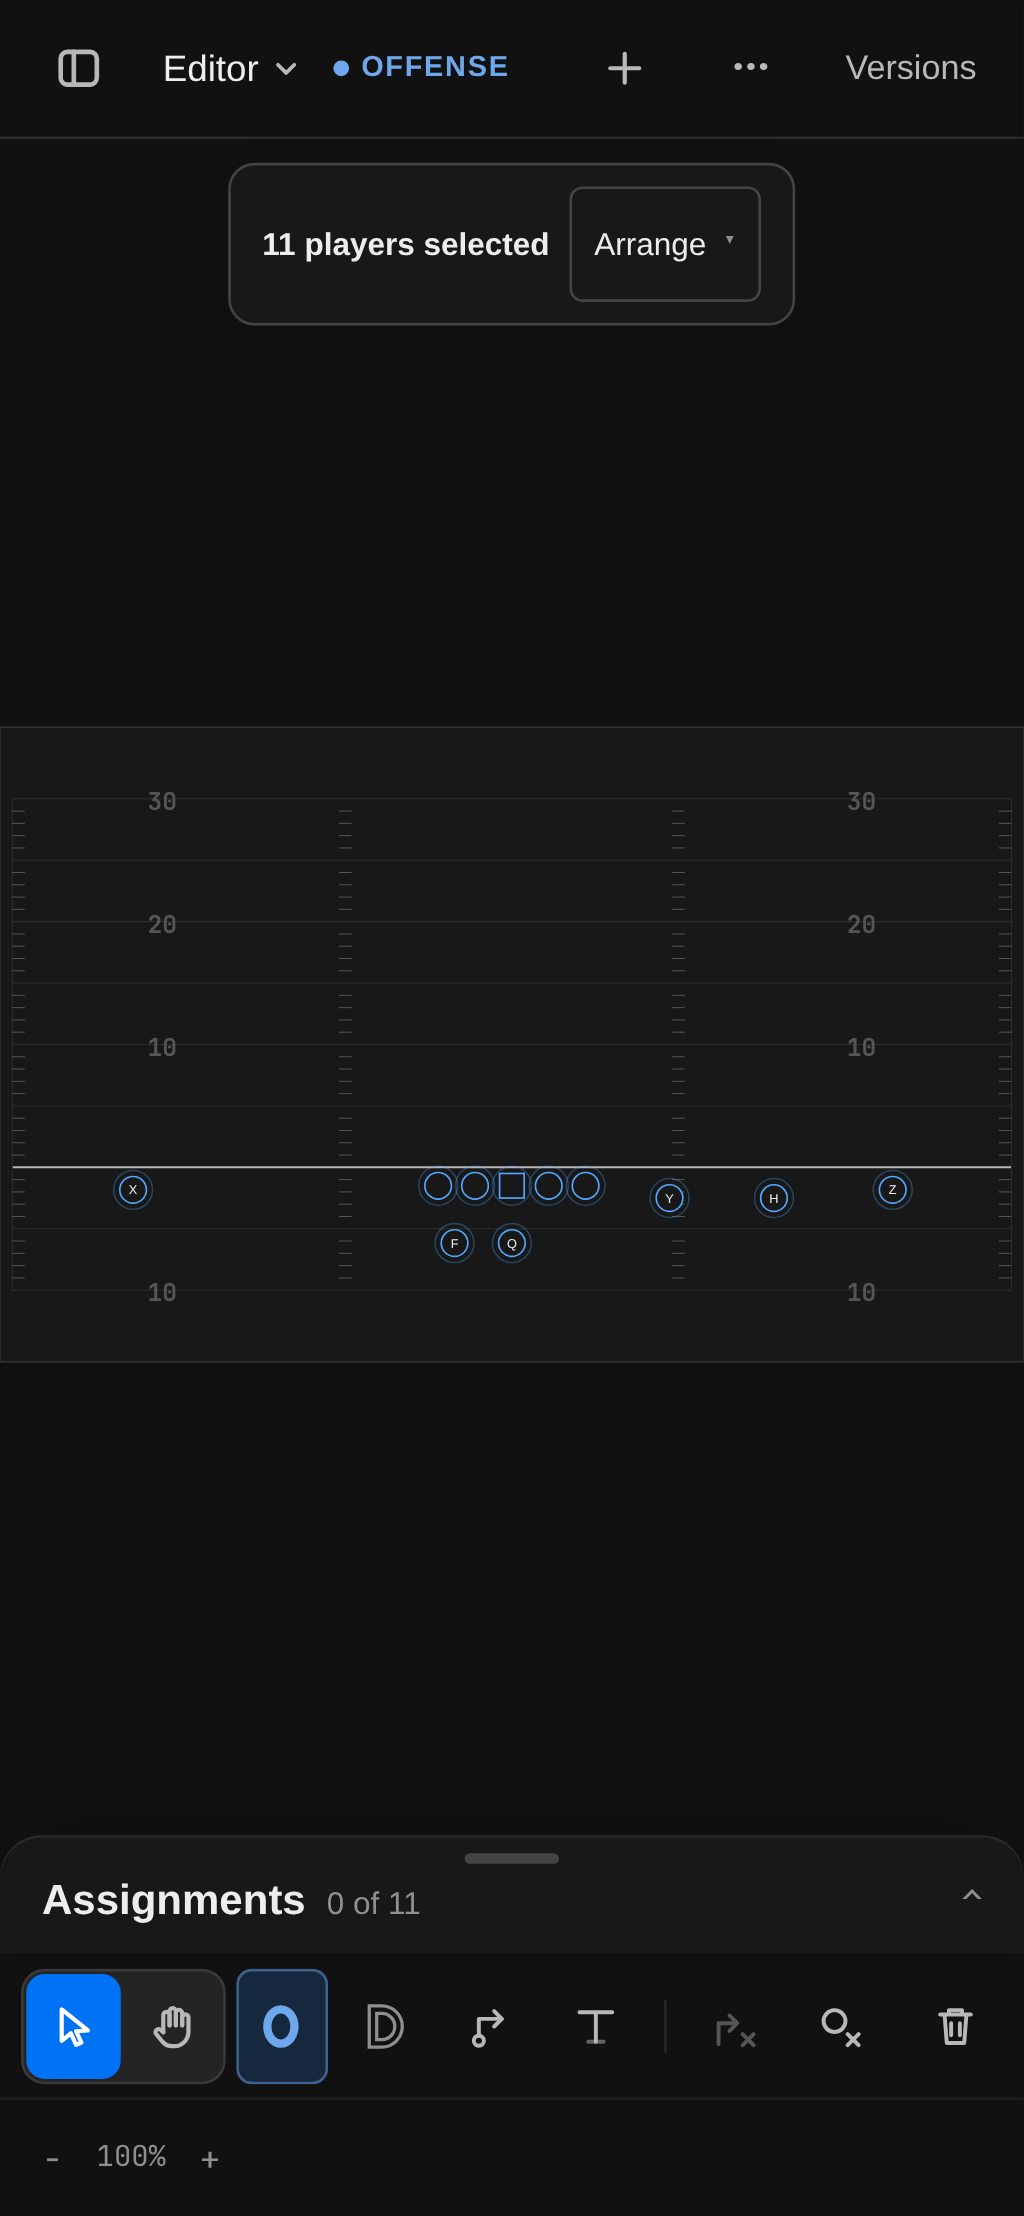 Editor OFFENSE Versions
11 players selected Arrange
30 30
20 20
10 10
X Y H Z
F Q
10 10
Assignments 0 of 11
O D T
- 100% +